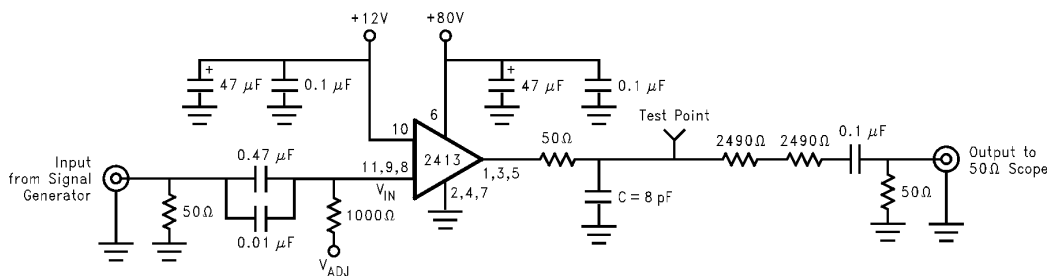 +12V
+80V
+
47 μF
0.1 μF
+
47 μF
0.1 μF
6
10
Test Point
50Ω
2490Ω
2490Ω
0.1 μF
Input
from Signal
Generator
0.47 μF
11,9,8
2413
1,3,5
Output to
50Ω Scope
V_IN
2,4,7
50Ω
0.01 μF
1000Ω
C = 8 pF
50Ω
V_ADJ